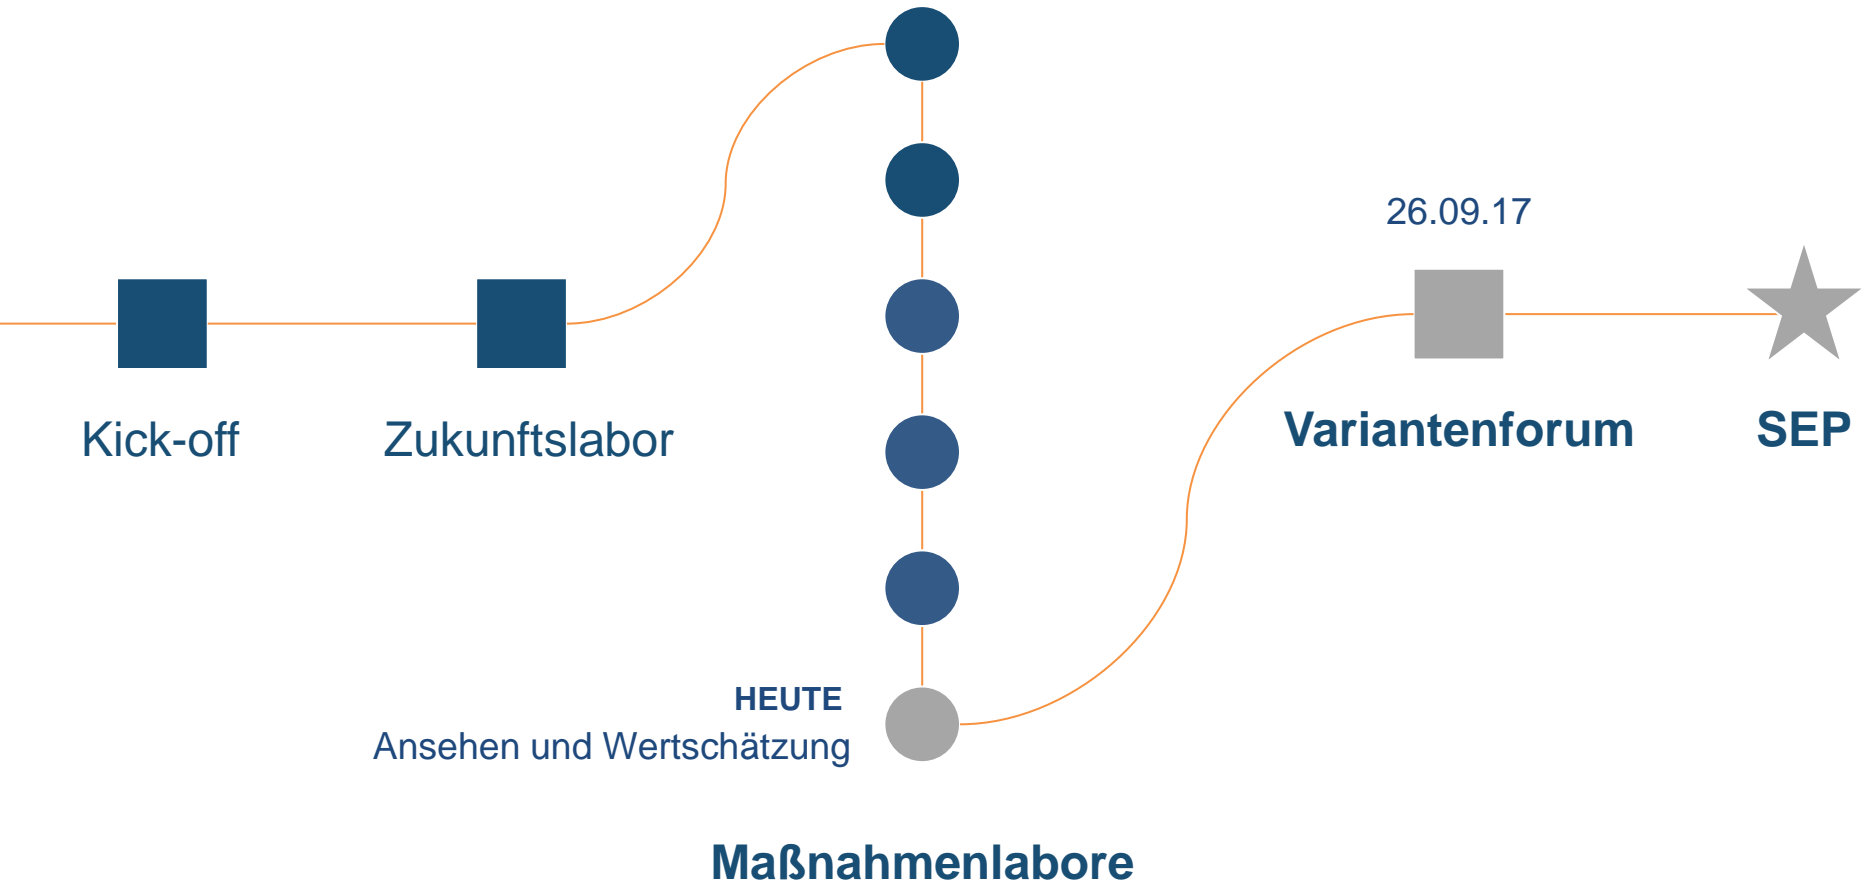 26.09.17
Kick-off
Zukunftslabor
Variantenforum
SEP
HEUTE
Ansehen und Wertschätzung
Maßnahmenlabore